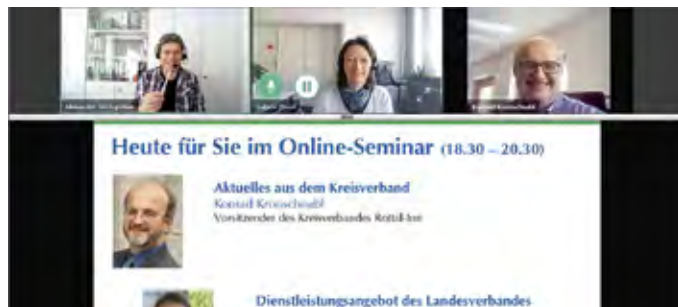 Heute für Sie im Online-Seminar (18.30 – 20.30)
Aktuelles aus dem Kreisverband
Konrad Kronschnabl
Vorsitzender des Kreisverbandes Rottal-Inn
Dienstleistungsangebot des Landesverbandes